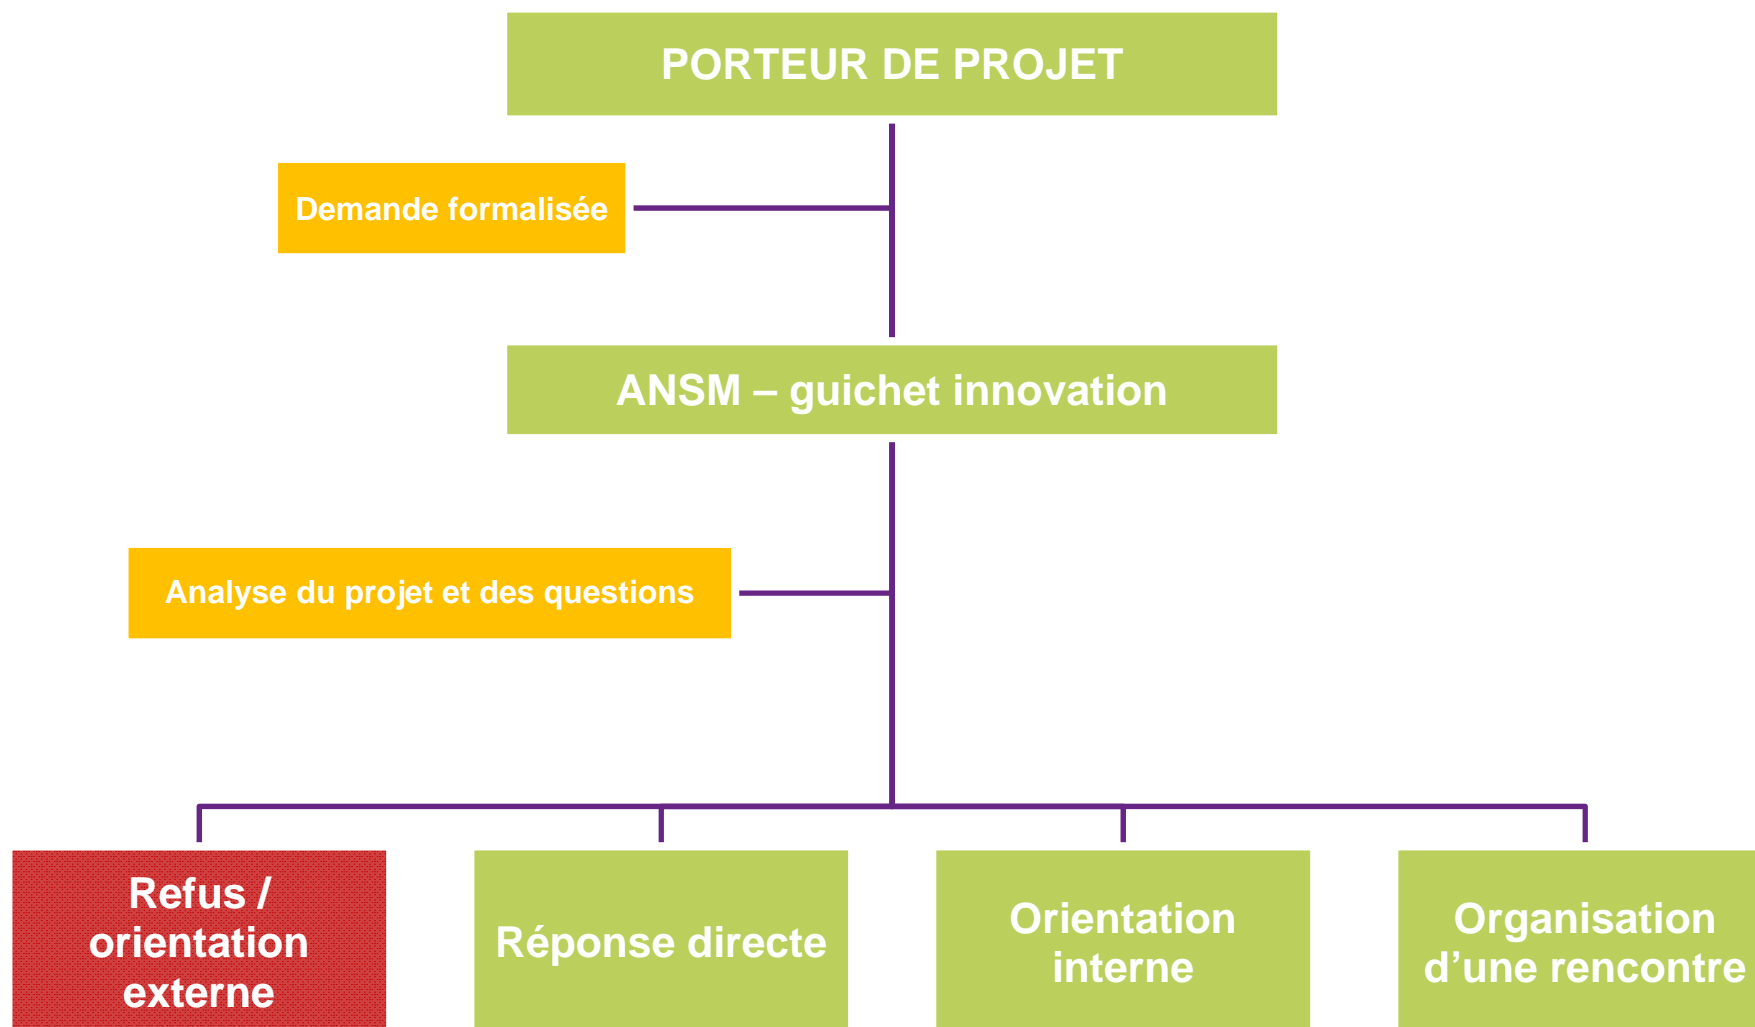 PORTEUR DE PROJET
Demande formalisée
ANSM – guichet innovation
Analyse du projet et des questions
Refus /
orientation
externe
Réponse directe
Orientation
interne
Organisation
d’une rencontre